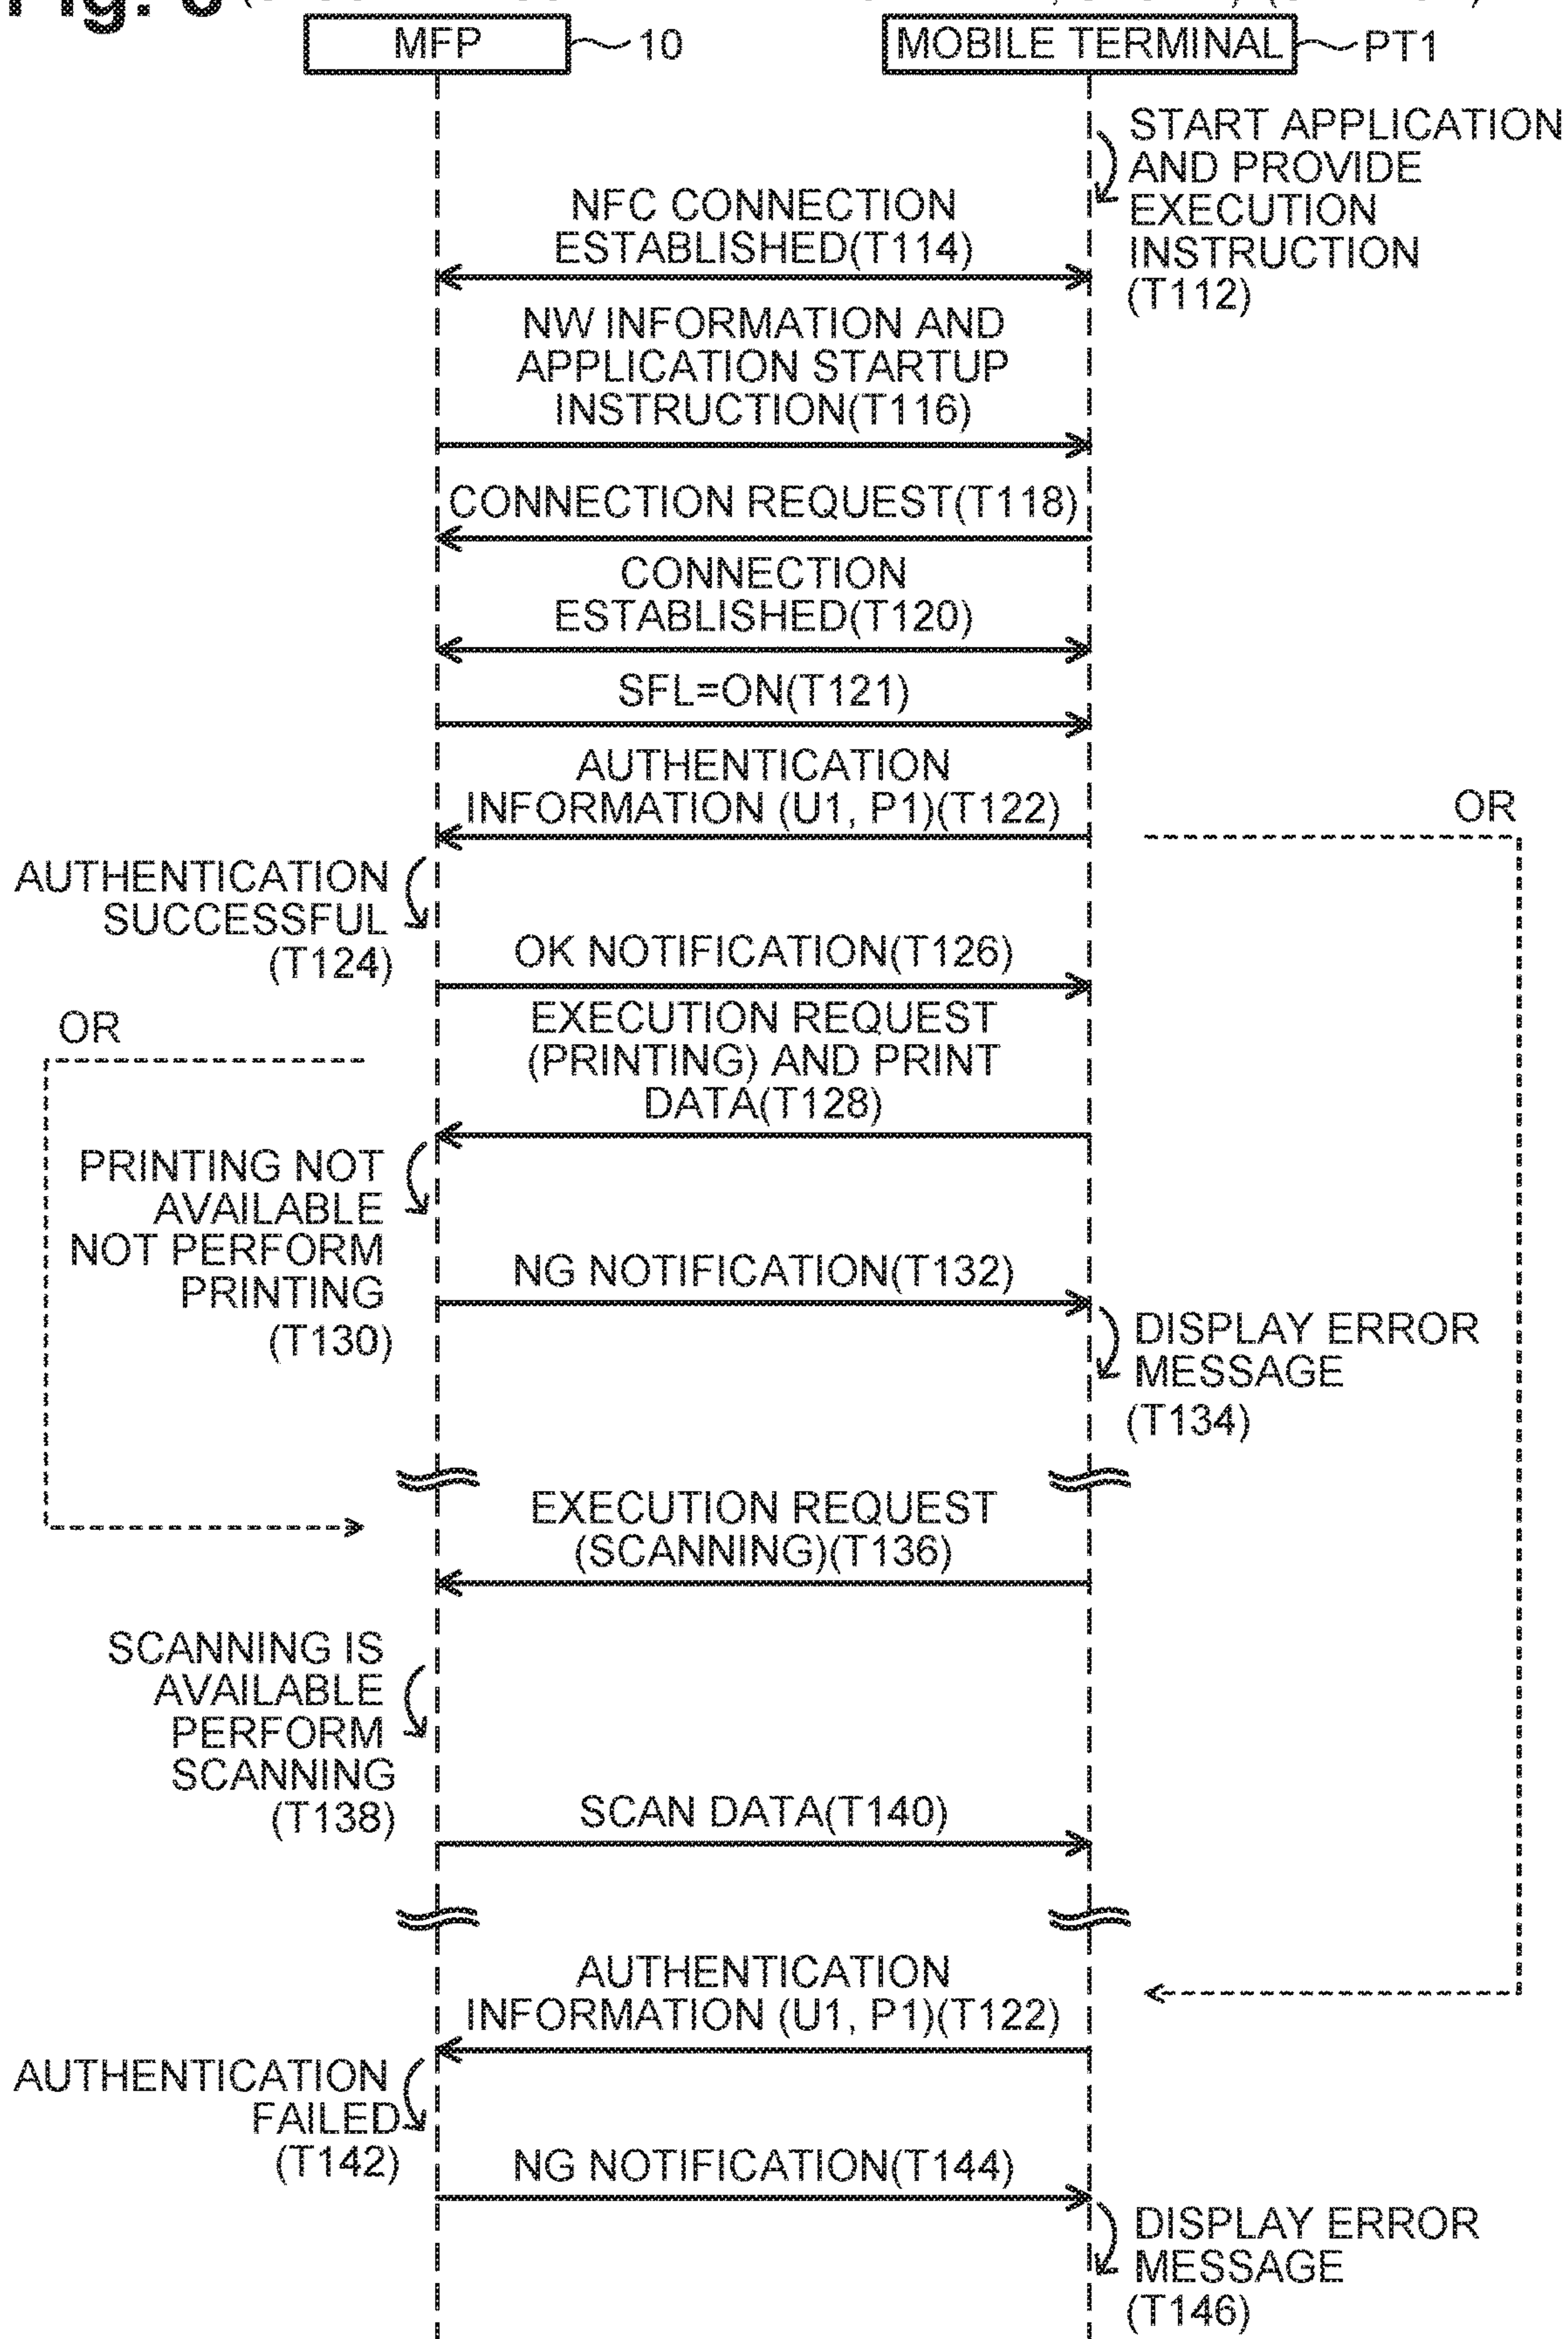 MFP
10
MOBILE TERMINAL
PT1
START APPLICATION
AND PROVIDE
EXECUTION
INSTRUCTION
(T112)
NFC CONNECTION
ESTABLISHED(T114)
NW INFORMATION AND
APPLICATION STARTUP
INSTRUCTION(T116)
CONNECTION REQUEST(T118)
CONNECTION
ESTABLISHED(T120)
SFL=ON(T121)
AUTHENTICATION
INFORMATION (U1, P1)(T122)
OR
AUTHENTICATION
SUCCESSFUL
(T124)
OK NOTIFICATION(T126)
OR
EXECUTION REQUEST
(PRINTING) AND PRINT
DATA(T128)
PRINTING NOT
AVAILABLE
NOT PERFORM
PRINTING
(T130)
NG NOTIFICATION(T132)
DISPLAY ERROR
MESSAGE
(T134)
EXECUTION REQUEST
(SCANNING)(T136)
SCANNING IS
AVAILABLE
PERFORM
SCANNING
(T138)
SCAN DATA(T140)
AUTHENTICATION
INFORMATION (U1, P1)(T122)
AUTHENTICATION
FAILED
(T142)
NG NOTIFICATION(T144)
DISPLAY ERROR
MESSAGE
(T146)